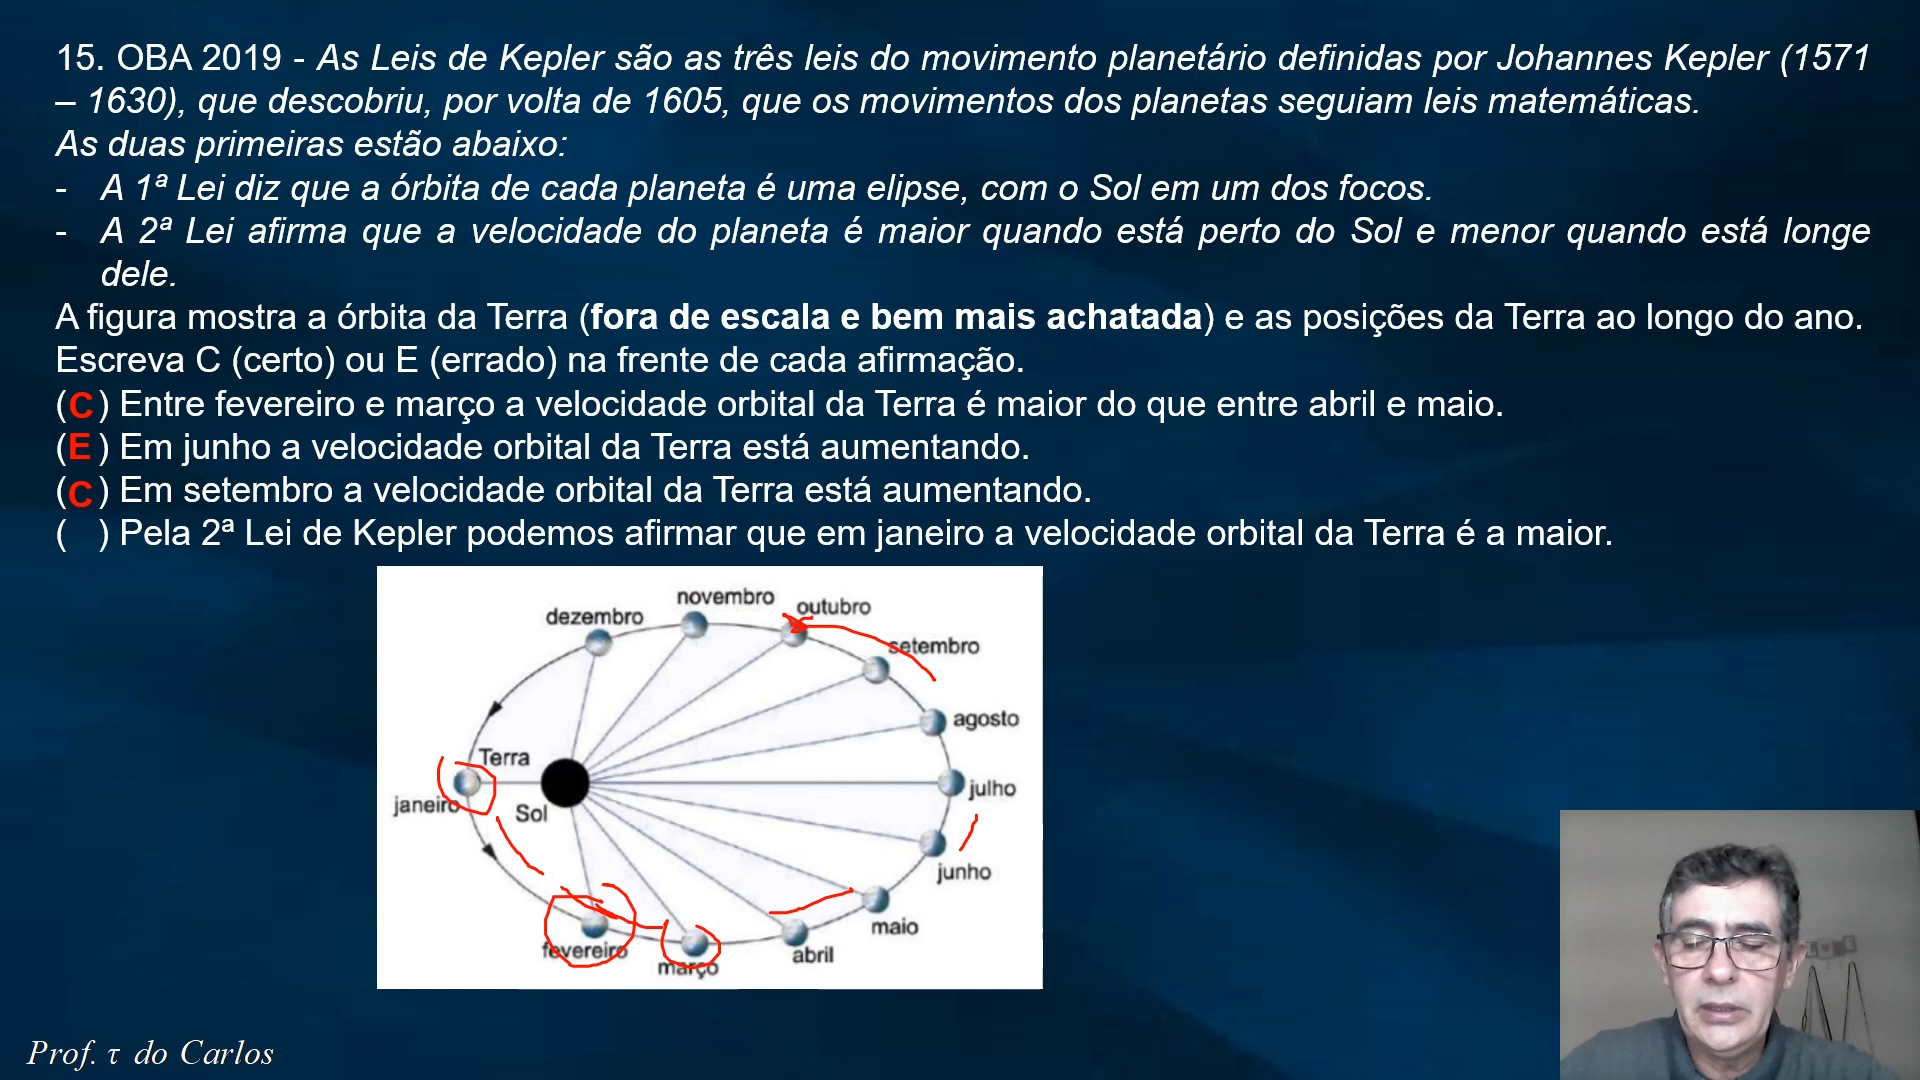 15. OBA 2019 - As Leis de Kepler são as três leis do movimento planetário definidas por Johannes Kepler (1571
– 1630), que descobriu, por volta de 1605, que os movimentos dos planetas seguiam leis matemáticas.
As duas primeiras estão abaixo:
- A 1ª Lei diz que a órbita de cada planeta é uma elipse, com o Sol em um dos focos.
- A 2ª Lei afirma que a velocidade do planeta é maior quando está perto do Sol e menor quando está longe
dele.
A figura mostra a órbita da Terra (fora de escala e bem mais achatada) e as posições da Terra ao longo do ano.
Escreva C (certo) ou E (errado) na frente de cada afirmação.
(C) Entre fevereiro e março a velocidade orbital da Terra é maior do que entre abril e maio.
(E) Em junho a velocidade orbital da Terra está aumentando.
(C) Em setembro a velocidade orbital da Terra está aumentando.
( ) Pela 2ª Lei de Kepler podemos afirmar que em janeiro a velocidade orbital da Terra é a maior.
novembro
outubro
dezembro
setembro
agosto
Terra
julho
janeiro
Sol
junho
maio
fevereiro
abril
março
Prof. τ do Carlos